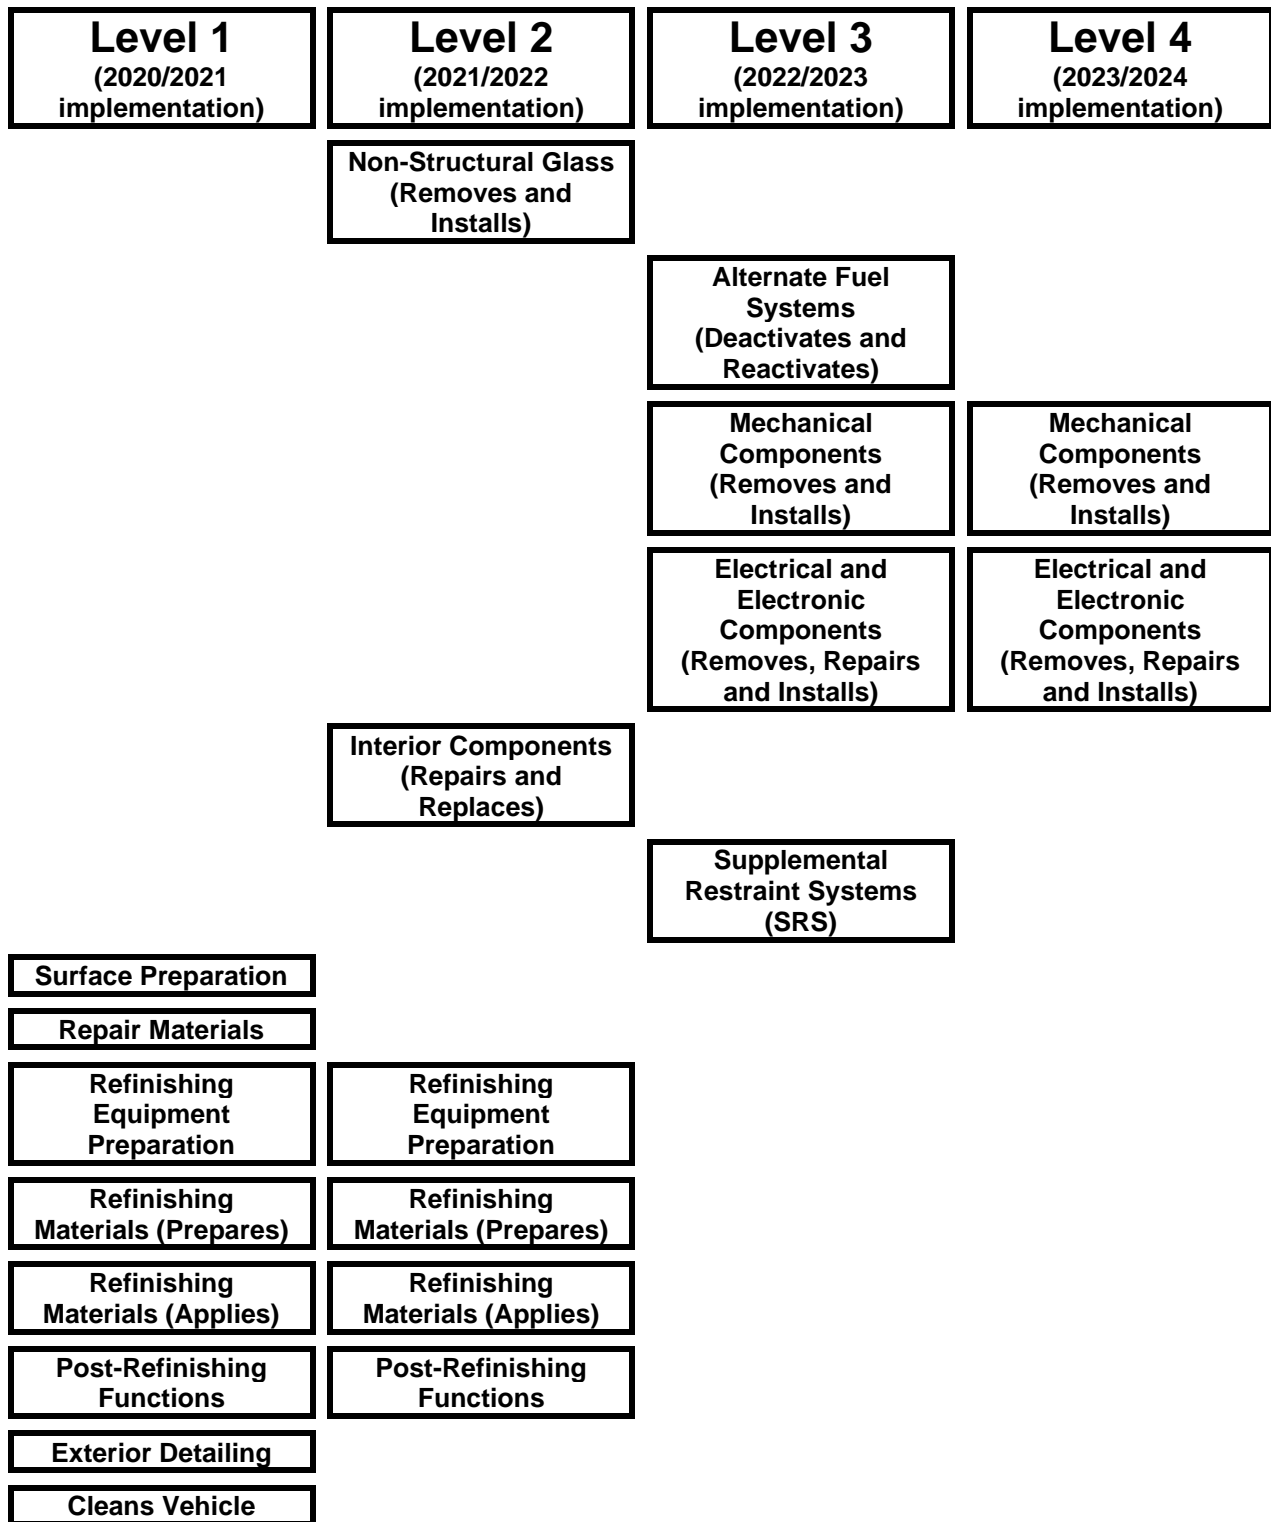 Level 1
(2020/2021
implementation)
Level 2
(2021/2022
implementation)
Level 3
(2022/2023
implementation)
Level 4
(2023/2024
implementation)
Non-Structural Glass
(Removes and
Installs)
Alternate Fuel
Systems
(Deactivates and
Reactivates)
Mechanical
Components
(Removes and
Installs)
Mechanical
Components
(Removes and
Installs)
Electrical and
Electronic
Components
(Removes, Repairs
and Installs)
Electrical and
Electronic
Components
(Removes, Repairs
and Installs)
Interior Components
(Repairs and
Replaces)
Supplemental
Restraint Systems
(SRS)
Surface Preparation
Repair Materials
Refinishing
Equipment
Preparation
Refinishing
Equipment
Preparation
Refinishing
Materials (Prepares)
Refinishing
Materials (Prepares)
Refinishing
Materials (Applies)
Refinishing
Materials (Applies)
Post-Refinishing
Functions
Post-Refinishing
Functions
Exterior Detailing
Cleans Vehicle